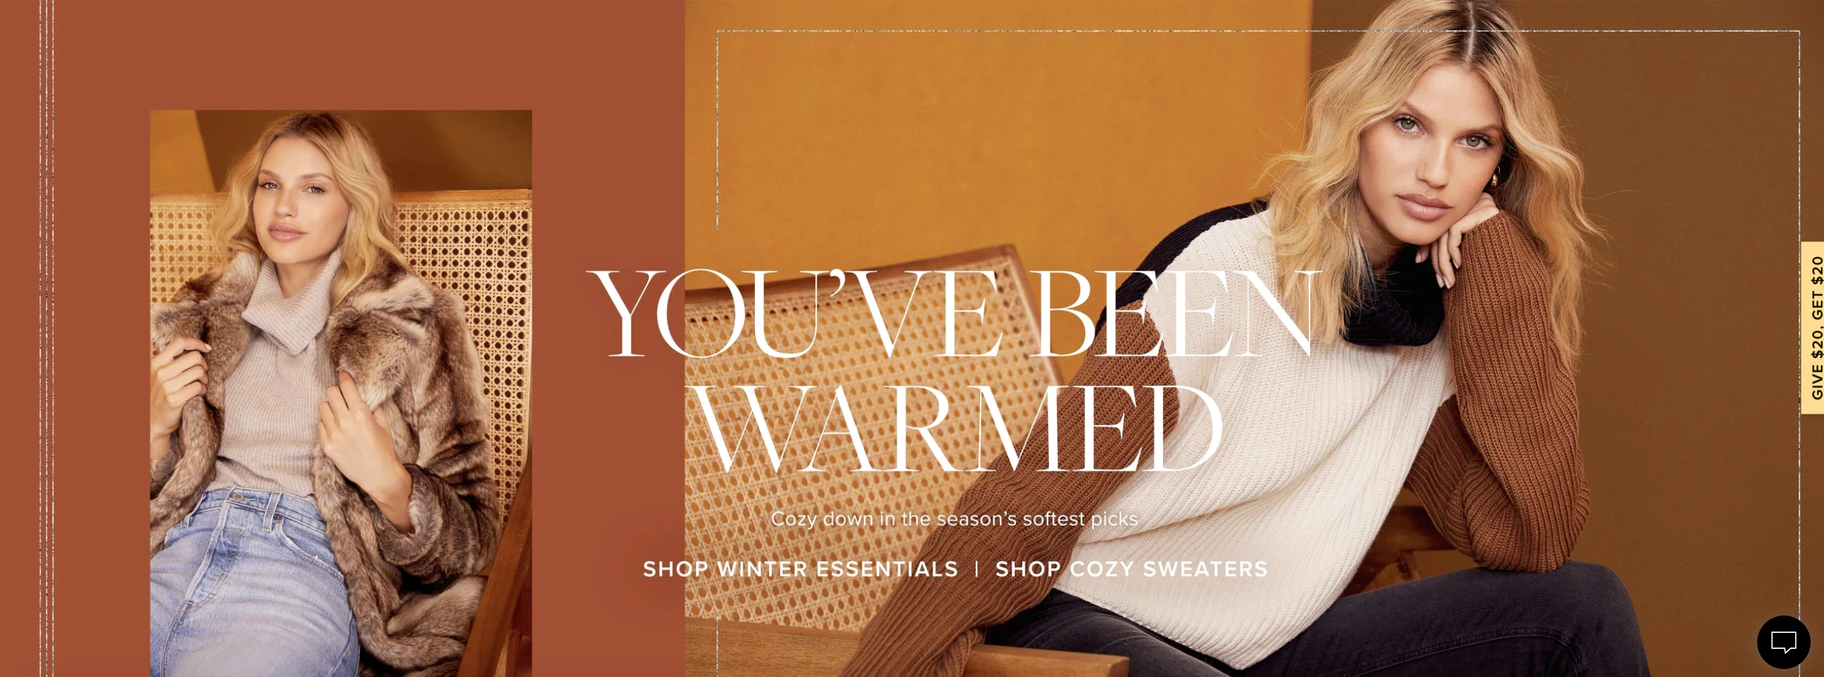 YOU'VE BEEN
WARMED
Cozy down in the season's softest picks
SHOP WINTER ESSENTIALS | SHOP COZY SWEATERS
GIVE $20, GET $20